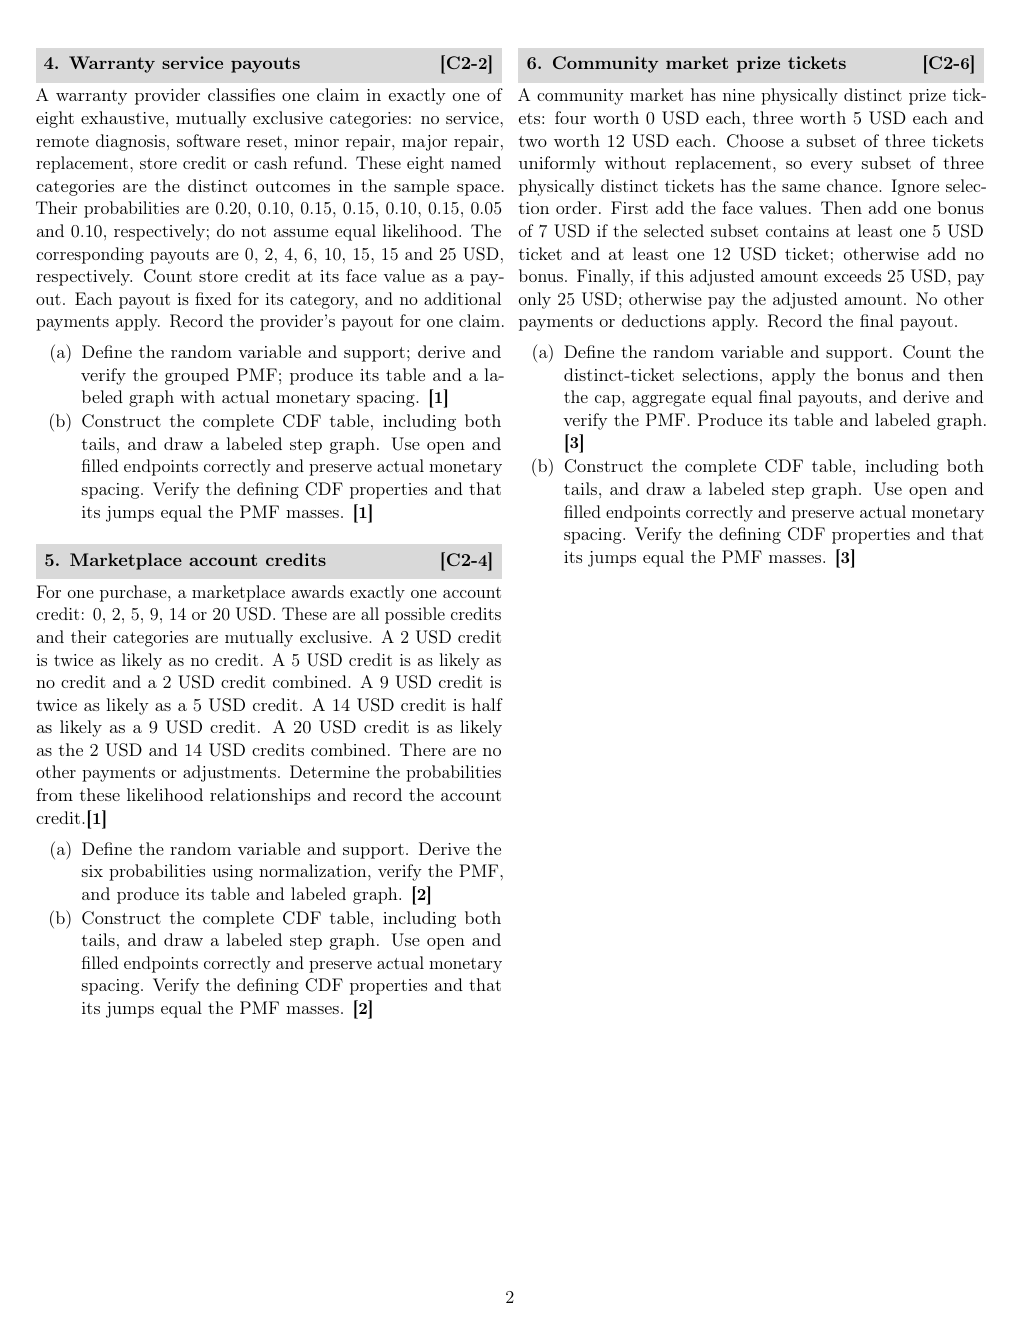 4. Warranty service payouts [C2-2]
A warranty provider classifies one claim in exactly one of
eight exhaustive, mutually exclusive categories: no service,
remote diagnosis, software reset, minor repair, major repair,
replacement, store credit or cash refund. These eight named
categories are the distinct outcomes in the sample space.
Their probabilities are 0.20, 0.10, 0.15, 0.15, 0.10, 0.15, 0.05
and 0.10, respectively; do not assume equal likelihood. The
corresponding payouts are 0, 2, 4, 6, 10, 15, 15 and 25 USD,
respectively. Count store credit at its face value as a pay-
out. Each payout is fixed for its category, and no additional
payments apply. Record the provider's payout for one claim.
(a) Define the random variable and support; derive and
verify the grouped PMF; produce its table and a la-
beled graph with actual monetary spacing. [1]
(b) Construct the complete CDF table, including both
tails, and draw a labeled step graph. Use open and
filled endpoints correctly and preserve actual monetary
spacing. Verify the defining CDF properties and that
its jumps equal the PMF masses. [1]
5. Marketplace account credits [C2-4]
For one purchase, a marketplace awards exactly one account
credit: 0, 2, 5, 9, 14 or 20 USD. These are all possible credits
and their categories are mutually exclusive. A 2 USD credit
is twice as likely as no credit. A 5 USD credit is as likely as
no credit and a 2 USD credit combined. A 9 USD credit is
twice as likely as a 5 USD credit. A 14 USD credit is half
as likely as a 9 USD credit. A 20 USD credit is as likely
as the 2 USD and 14 USD credits combined. There are no
other payments or adjustments. Determine the probabilities
from these likelihood relationships and record the account
credit.[1]
(a) Define the random variable and support. Derive the
six probabilities using normalization, verify the PMF,
and produce its table and labeled graph. [2]
(b) Construct the complete CDF table, including both
tails, and draw a labeled step graph. Use open and
filled endpoints correctly and preserve actual monetary
spacing. Verify the defining CDF properties and that
its jumps equal the PMF masses. [2]
6. Community market prize tickets [C2-6]
A community market has nine physically distinct prize tick-
ets: four worth 0 USD each, three worth 5 USD each and
two worth 12 USD each. Choose a subset of three tickets
uniformly without replacement, so every subset of three
physically distinct tickets has the same chance. Ignore selec-
tion order. First add the face values. Then add one bonus
of 7 USD if the selected subset contains at least one 5 USD
ticket and at least one 12 USD ticket; otherwise add no
bonus. Finally, if this adjusted amount exceeds 25 USD, pay
only 25 USD; otherwise pay the adjusted amount. No other
payments or deductions apply. Record the final payout.
(a) Define the random variable and support. Count the
distinct-ticket selections, apply the bonus and then
the cap, aggregate equal final payouts, and derive and
verify the PMF. Produce its table and labeled graph.
[3]
(b) Construct the complete CDF table, including both
tails, and draw a labeled step graph. Use open and
filled endpoints correctly and preserve actual monetary
spacing. Verify the defining CDF properties and that
its jumps equal the PMF masses. [3]
2